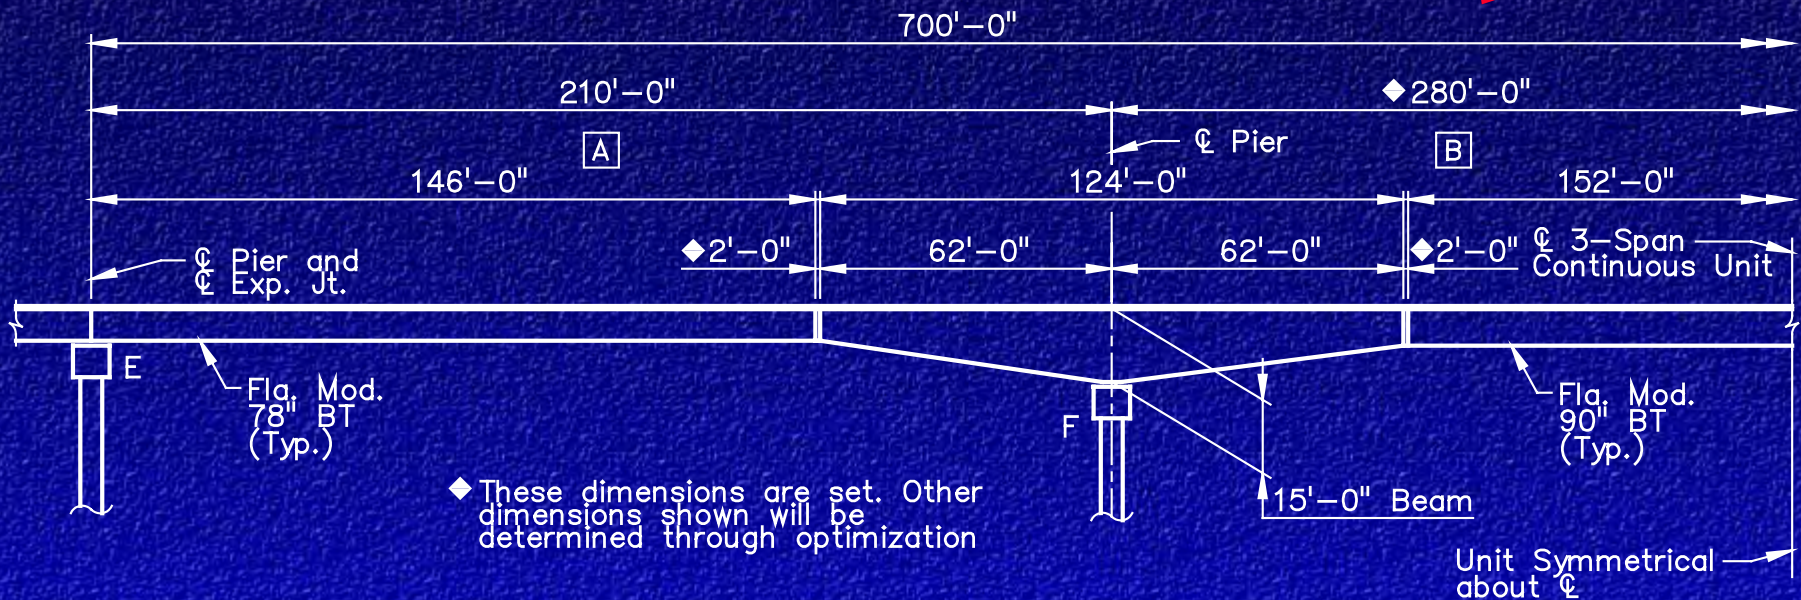 700'-0"
210'-0"
◆280'-0"
℄ Pier
A
B
146'-0"
124'-0"
152'-0"
◆2'-0"
62'-0"
62'-0"
◆2'-0"
℄ 3-Span
Continuous Unit
℄ Pier and
℄ Exp. Jt.
E
Fla. Mod.
78" BT
(Typ.)
F
Fla. Mod.
90" BT
(Typ.)
◆These dimensions are set. Other
dimensions shown will be
determined through optimization
15'-0" Beam
Unit Symmetrical
about ℄